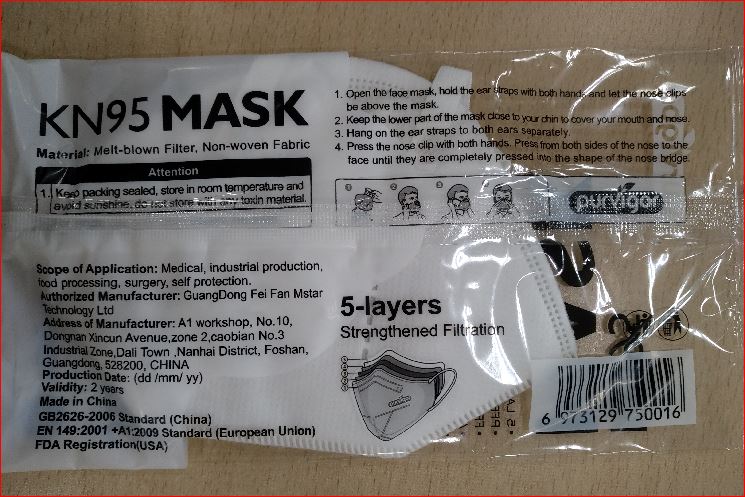 KN95 MASK
Material: Melt-blown Filter, Non-woven Fabric
Attention
1. Keep packing sealed, store in room temperature and
avoid sunshine, do not store with any toxin material.
1. Open the face mask, hold the ear straps with both hands and let the nose clips
be above the mask.
2. Keep the lower part of the mask close to your chin to cover your mouth and nose.
3. Hang on the ear straps to both ears separately.
4. Press the nose clip with both hands. Press from both sides of the nose to the
face until they are completely pressed into the shape of the nose bridge.
1 2 3 4
purvigor
Scope of Application: Medical, industrial production,
food processing, surgery, self protection.
Authorized Manufacturer: GuangDong Fei Fan Mstar
Technology Ltd
Address of Manufacturer: A1 workshop, No.10,
Dongnan Xincun Avenue,zone 2,caobian No.3
Industrial Zone,Dali Town ,Nanhai District, Foshan,
Guangdong, 528200, CHINA
Production Date: (dd /mm/ yy)
Validity: 2 years
Made in China
GB2626-2006 Standard (China)
EN 149:2001 +A1:2009 Standard (European Union)
FDA Registration(USA)
5-layers
Strengthened Filtration
6 973129 750016